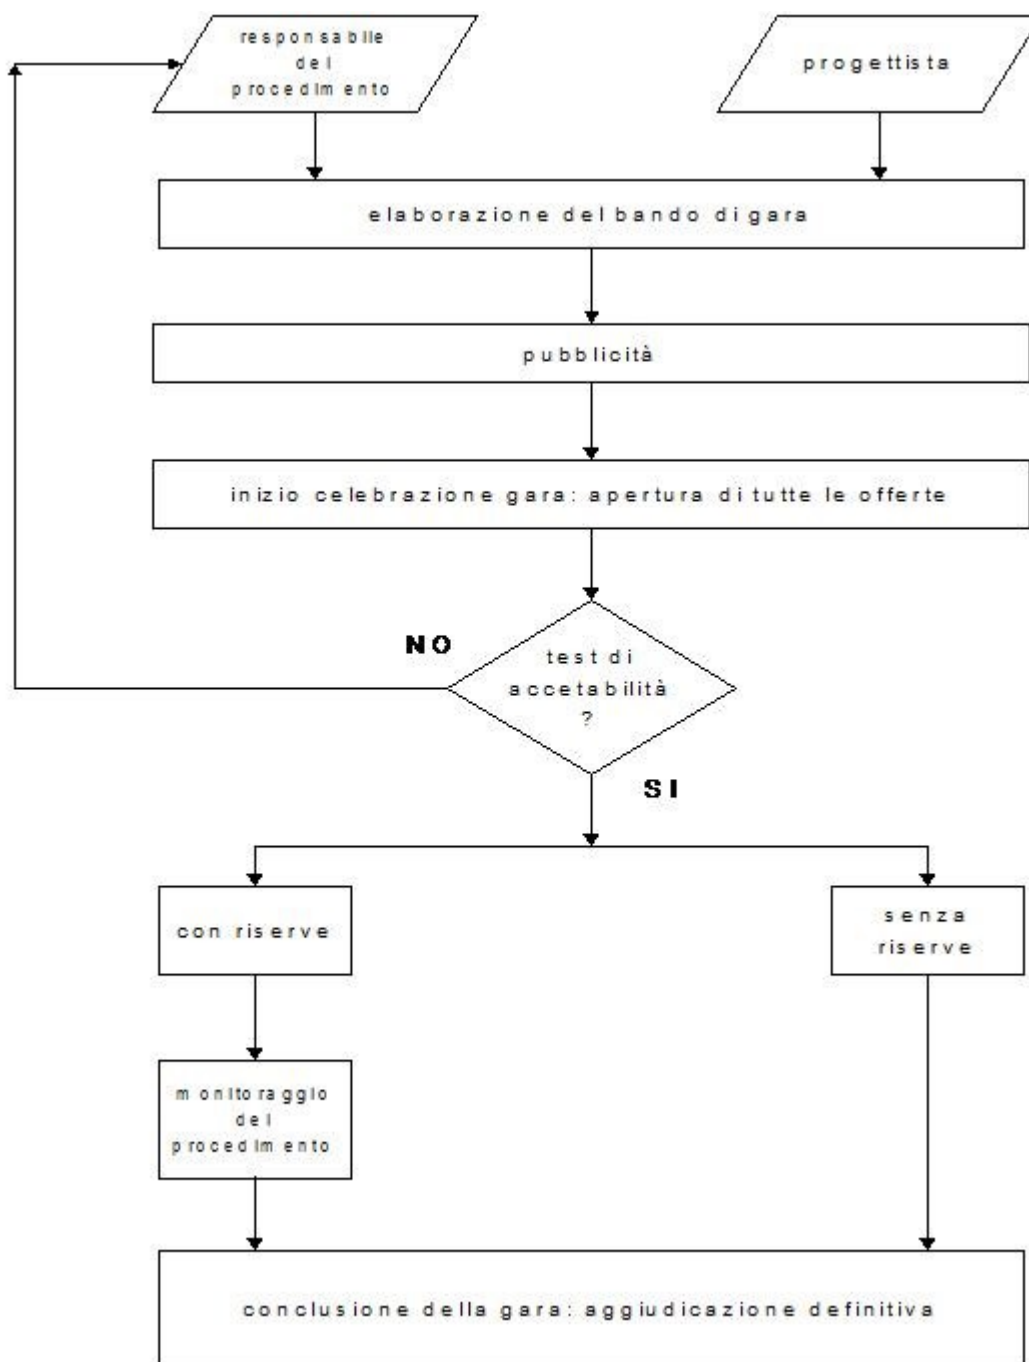 responsabile
del
procedimento
progettista
elaborazione del bando di gara
pubblicità
inizio celebrazione gara: apertura di tutte le offerte
NO
test di
accetabilità
?
SI
con riserve
senza
riserve
monitoraggio
del
procedimento
conclusione della gara: aggiudicazione definitiva